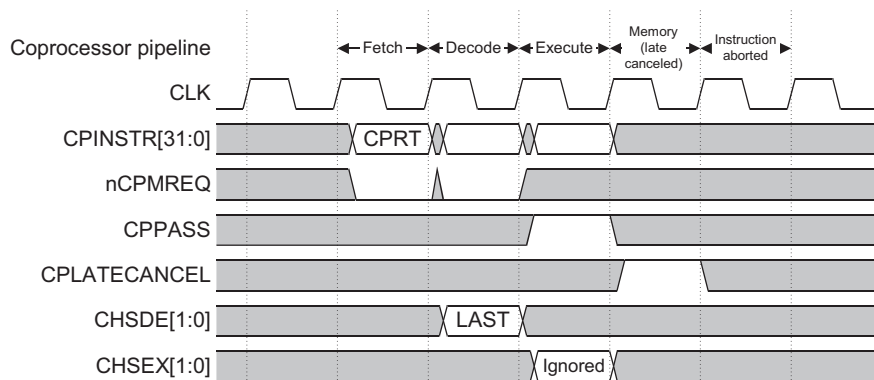 Coprocessor pipeline
Fetch
Decode
Execute
Memory
(late
canceled)
Instruction
aborted
CLK
CPINSTR[31:0]
CPRT
nCPMREQ
CPPASS
CPLATECANCEL
CHSDE[1:0]
LAST
CHSEX[1:0]
Ignored